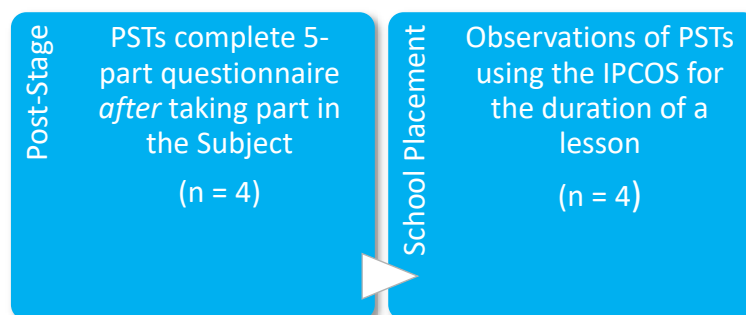 Post-Stage
PSTs complete 5-
part questionnaire
after taking part in
the Subject
(n = 4)
School Placement
Observations of PSTs
using the IPCOS for
the duration of a
lesson
(n = 4)